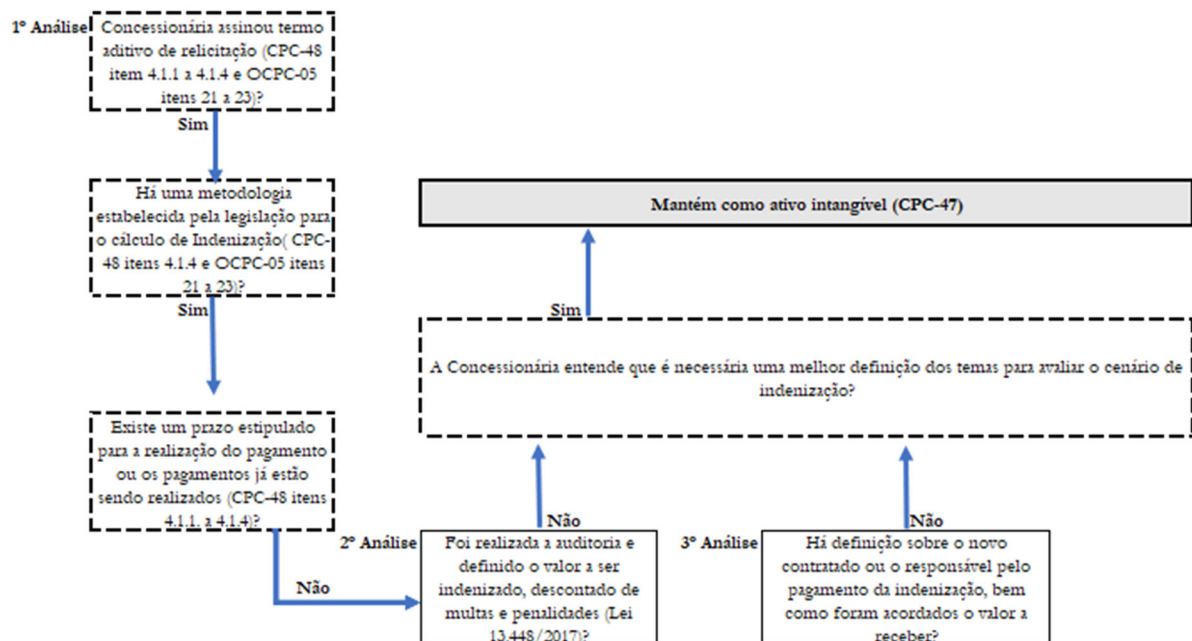 1º Análise
Concessionária assinou termo
aditivo de relicitação (CPC-48
item 4.1.1 a 4.1.4 e OCPC-05
itens 21 a 23)?
Sim
Há uma metodologia
estabelecida pela legislação para
o cálculo de Indenização( CPC-
48 itens 4.1.4 e OCPC-05 itens
21 a 23)?
Sim
Existe um prazo estipulado
para a realização do pagamento
ou os pagamentos já estão
sendo realizados (CPC-48 itens
4.1.1. a 4.1.4)?
Não
2º Análise
Foi realizada a auditoria e
definido o valor a ser
indenizado, descontado de
multas e penalidades (Lei
13.448/2017)?
Não
3º Análise
Há definição sobre o novo
contratado ou o responsável pelo
pagamento da indenização, bem
como foram acordados o valor a
receber?
Não
A Concessionária entende que é necessária uma melhor definição dos temas para avaliar o cenário de
indenização?
Sim
Mantém como ativo intangível (CPC-47)